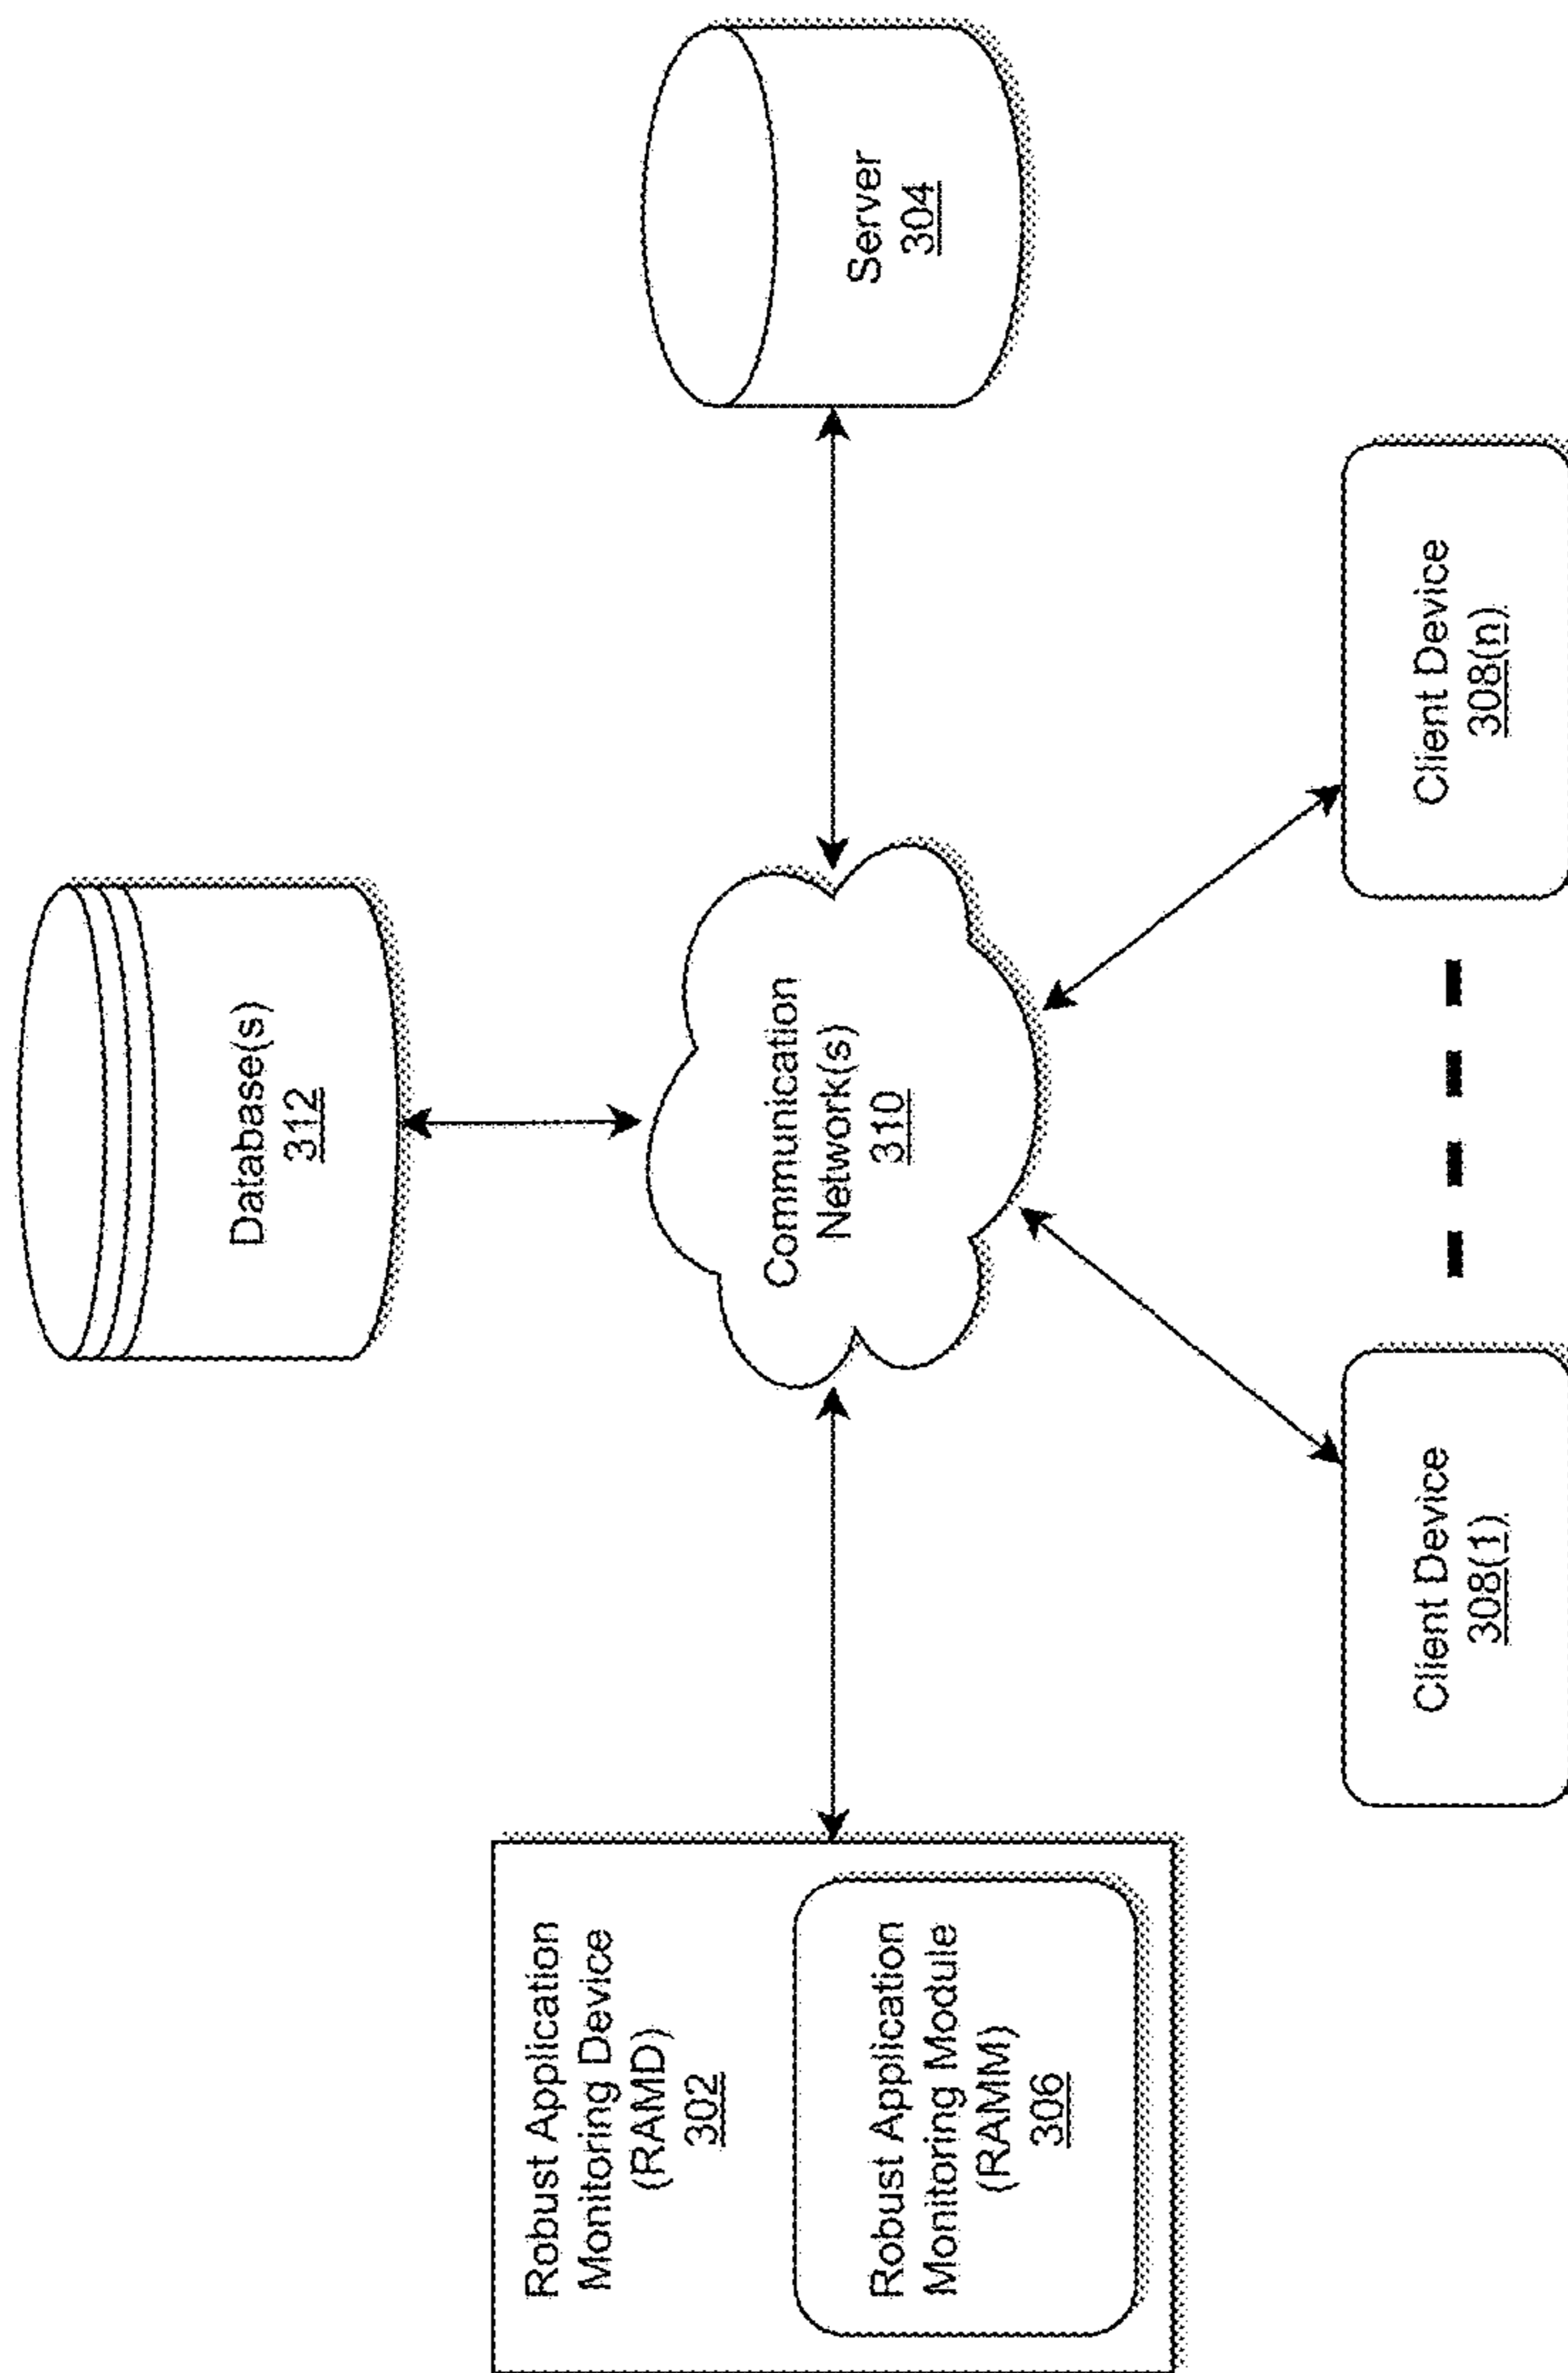 Database(s)
312
Robust Application
Monitoring Device
(RAMD)
302
Robust Application
Monitoring Module
(RAMM)
306
Communication
Network(s)
310
Server
304
Client Device
308(1)
Client Device
308(n)